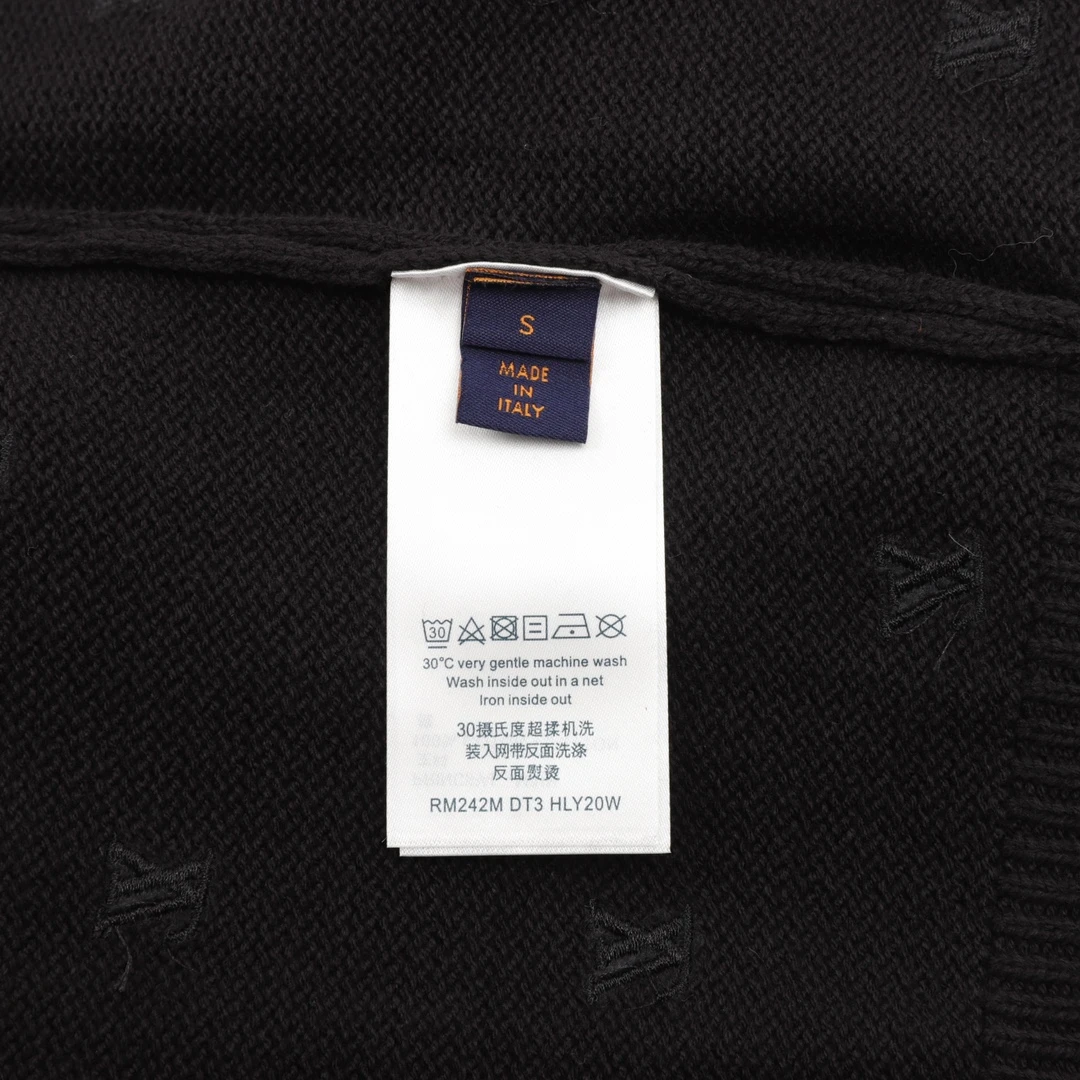 S
MADE
IN
ITALY
30
30°C very gentle machine wash
Wash inside out in a net
Iron inside out
30摄氏度超揉机洗
装入网带反面洗涤
反面熨烫
RM242M DT3 HLY20W